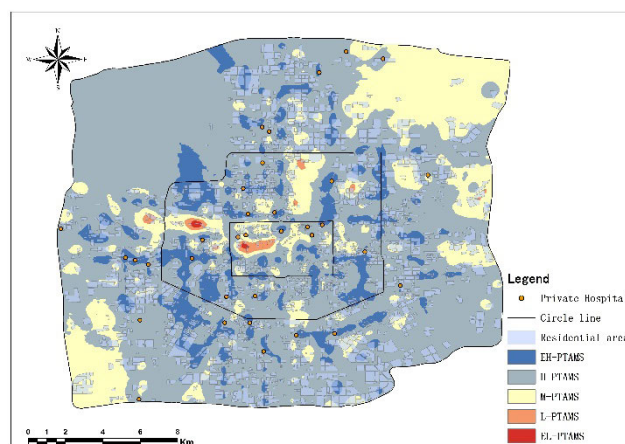 N
W
E
S
Legend
Private Hospita
Circle line
Residential area
EH-PTAMS
H-PTAMS
M-PTAMS
L-PTAMS
EL-PTAMS
0 1 2 4 6 8
Km